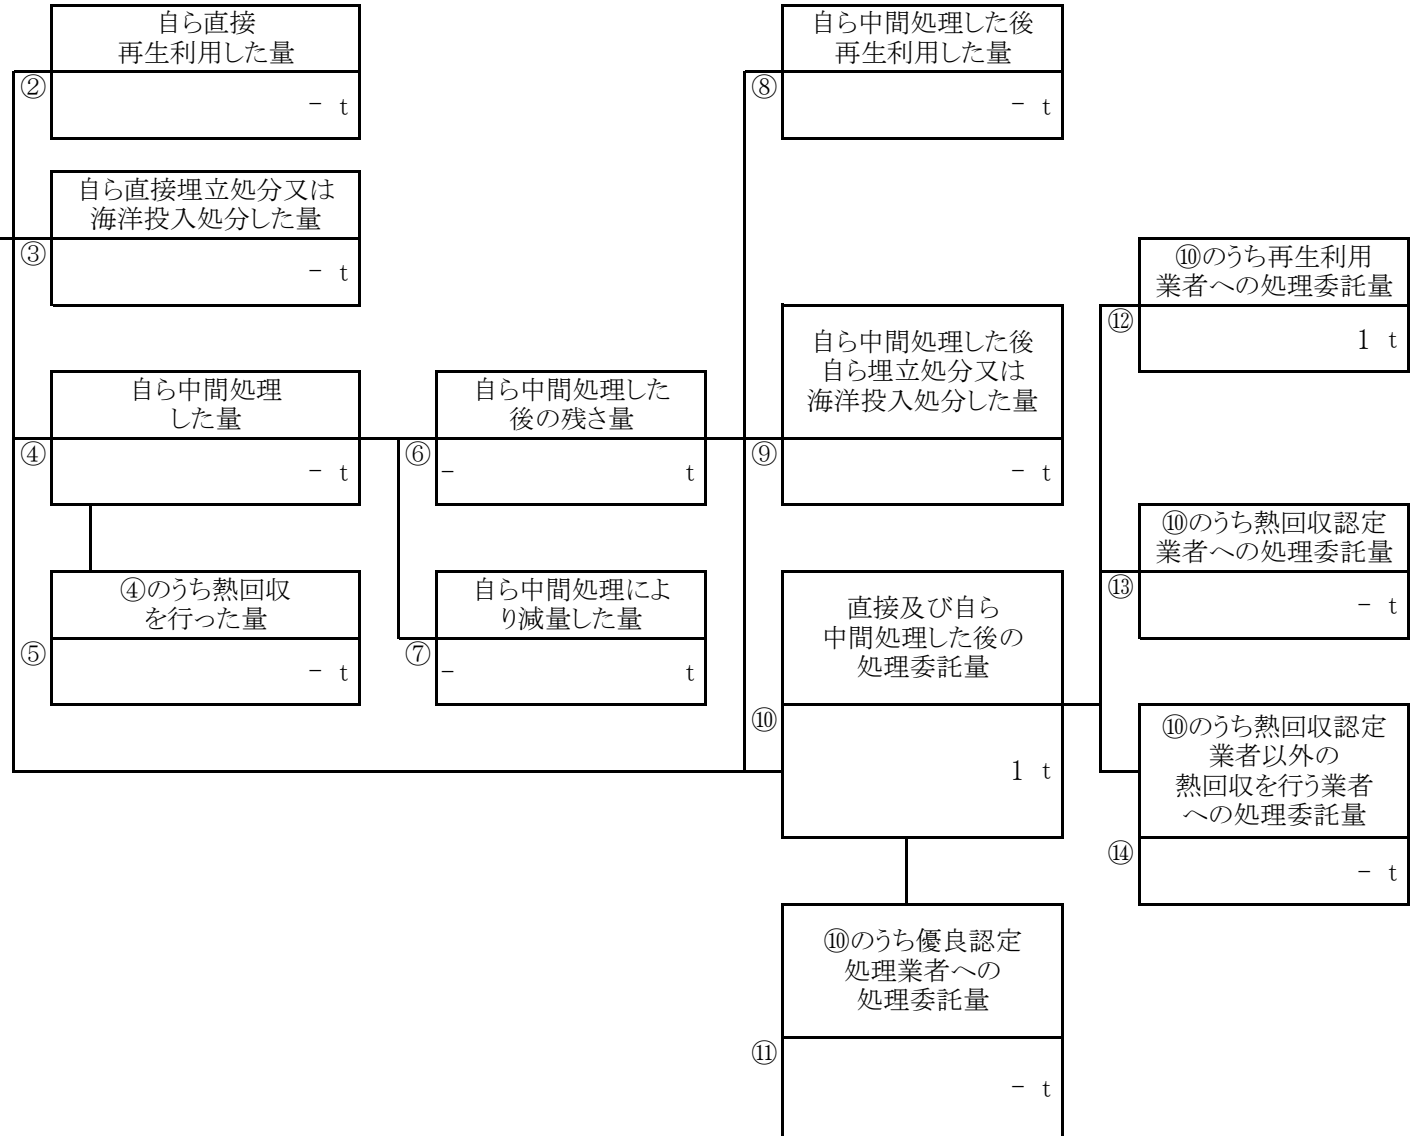 自ら直接
再生利用した量
②
− t
自ら直接埋立処分又は
海洋投入処分した量
③
− t
自ら中間処理
した量
④
− t
④のうち熱回収
を行った量
⑤
− t
自ら中間処理した
後の残さ量
⑥
− t
自ら中間処理によ
り減量した量
⑦
− t
自ら中間処理した後
再生利用した量
⑧
− t
自ら中間処理した後
自ら埋立処分又は
海洋投入処分した量
⑨
− t
直接及び自ら
中間処理した後の
処理委託量
⑩
1 t
⑩のうち優良認定
処理業者への
処理委託量
⑪
− t
⑩のうち再生利用
業者への処理委託量
⑫
1 t
⑩のうち熱回収認定
業者への処理委託量
⑬
− t
⑩のうち熱回収認定
業者以外の
熱回収を行う業者
への処理委託量
⑭
− t